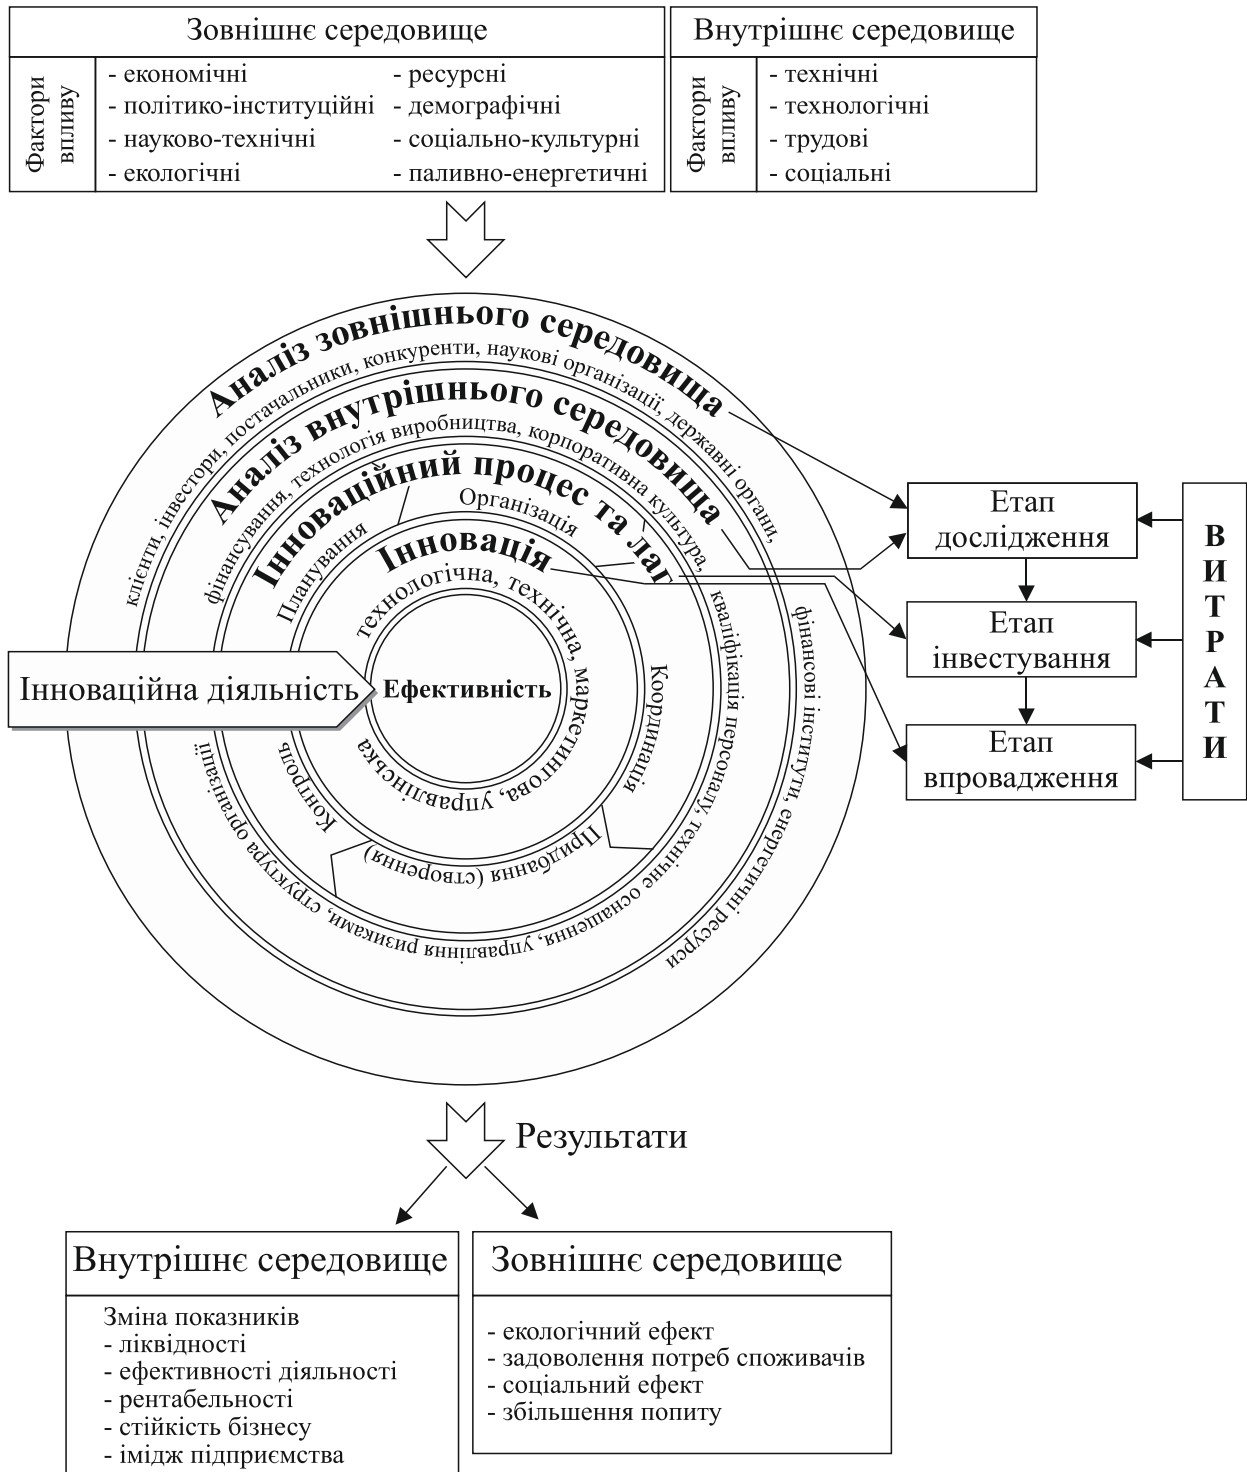 Зовнішнє середовище
Фактори
впливу
- економічні
- політико-інституційні
- науково-технічні
- екологічні
- ресурсні
- демографічні
- соціально-культурні
- паливно-енергетичні
Внутрішнє середовище
Фактори
впливу
- технічні
- технологічні
- трудові
- соціальні
Аналіз зовнішнього середовища
клієнти, інвестори, постачальники, конкуренти, наукові організації, державні органи,
фінансові інститути, енергетичні ресурси
Аналіз внутрішнього середовища
фінансування, технологія виробництва, корпоративна культура,
кваліфікація персоналу, технічне оснащення, управління ризиками, структура організації
Інноваційний процес та лаг
Планування
Організація
Координація
Придбання (створення)
Контроль
Інновація
технологічна, технічна, маркетингова, управлінська
Ефективність
Інноваційна діяльність
Етап
дослідження
Етап
інвестування
Етап
впровадження
ВИТРАТИ
Результати
Внутрішнє середовище
Зміна показників
- ліквідності
- ефективності діяльності
- рентабельності
- стійкість бізнесу
- імідж підприємства
Зовнішнє середовище
- екологічний ефект
- задоволення потреб споживачів
- соціальний ефект
- збільшення попиту